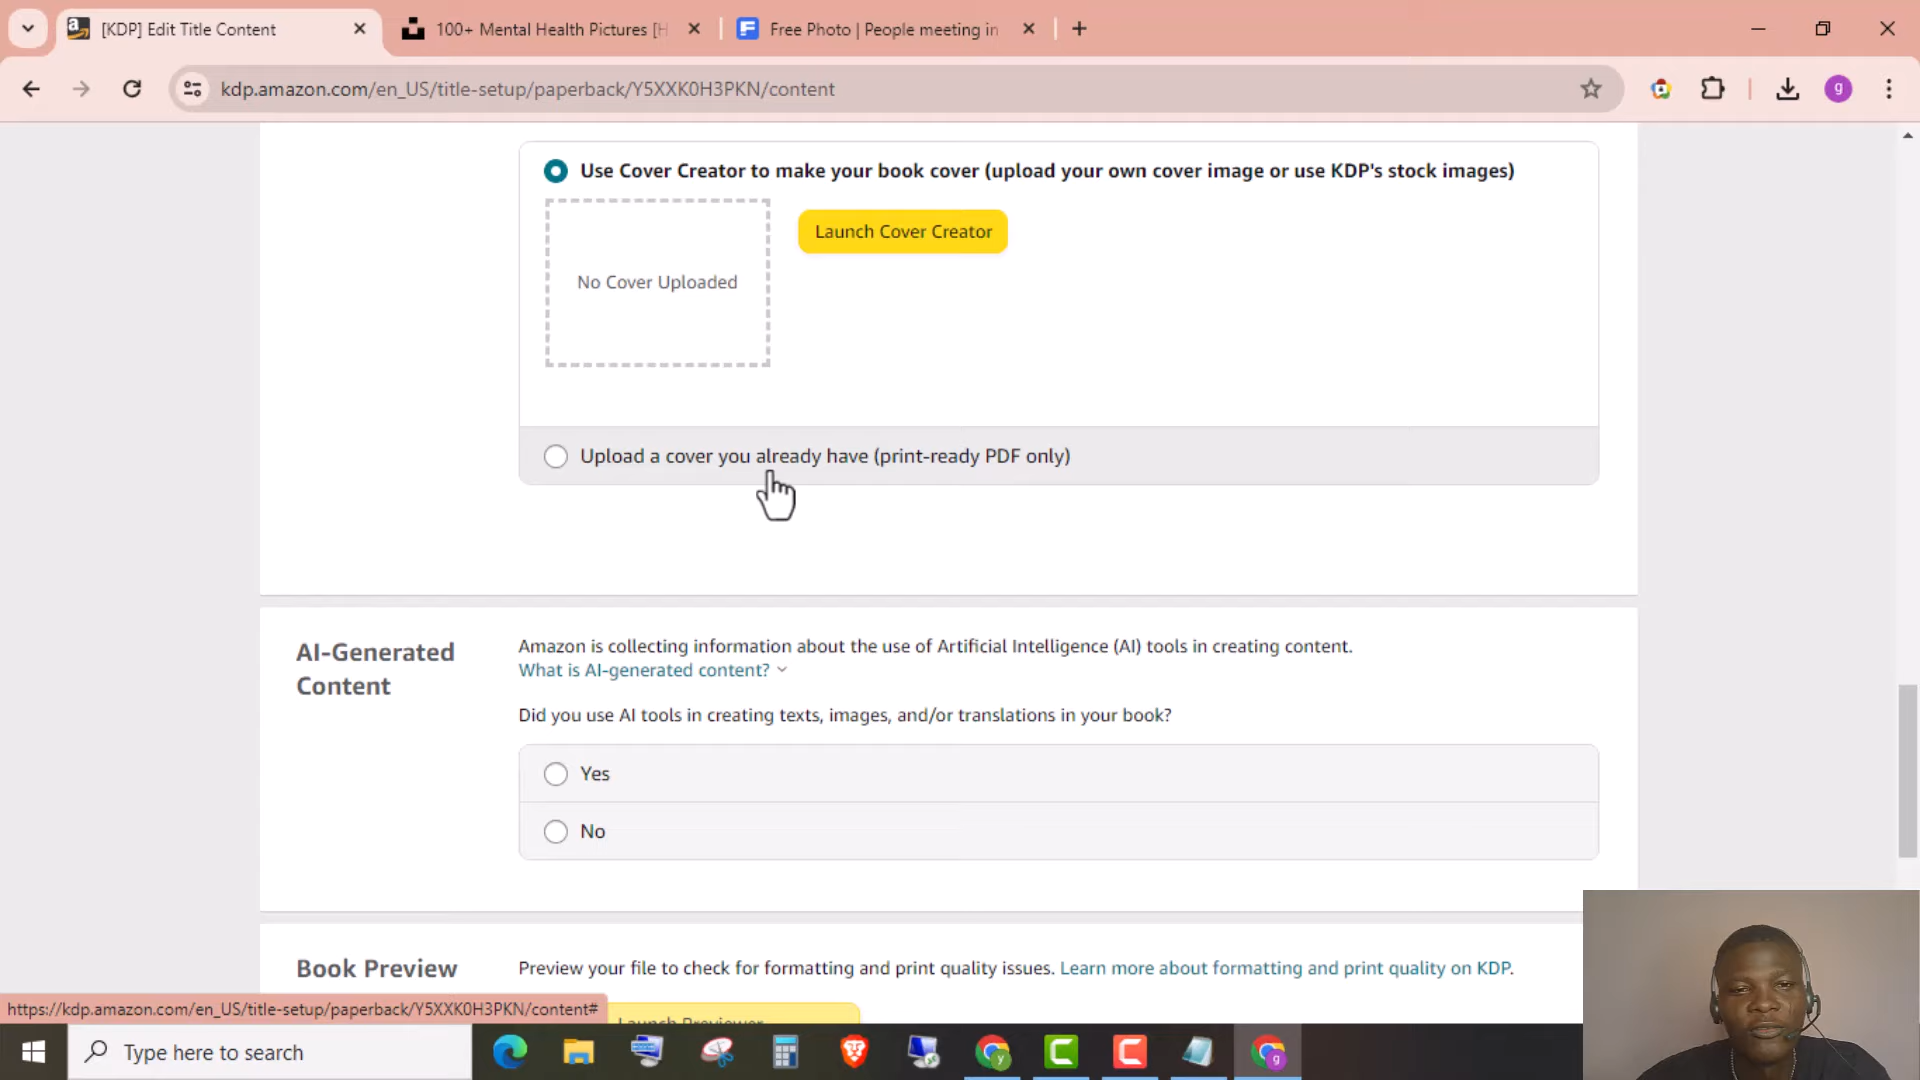 [KDP] Edit Title Content
100+ Mental Health Pictures [H
Free Photo | People meeting in
kdp.amazon.com/en_US/title-setup/paperback/Y5XXK0H3PKN/content
g
Use Cover Creator to make your book cover (upload your own cover image or use KDP's stock images)
No Cover Uploaded
Launch Cover Creator
Upload a cover you already have (print-ready PDF only)
AI-Generated
Content
Amazon is collecting information about the use of Artificial Intelligence (AI) tools in creating content.
What is AI-generated content?
Did you use AI tools in creating texts, images, and/or translations in your book?
Yes
No
Book Preview
Preview your file to check for formatting and print quality issues. Learn more about formatting and print quality on KDP.
Launch Previewer
https://kdp.amazon.com/en_US/title-setup/paperback/Y5XXK0H3PKN/content#
Type here to search